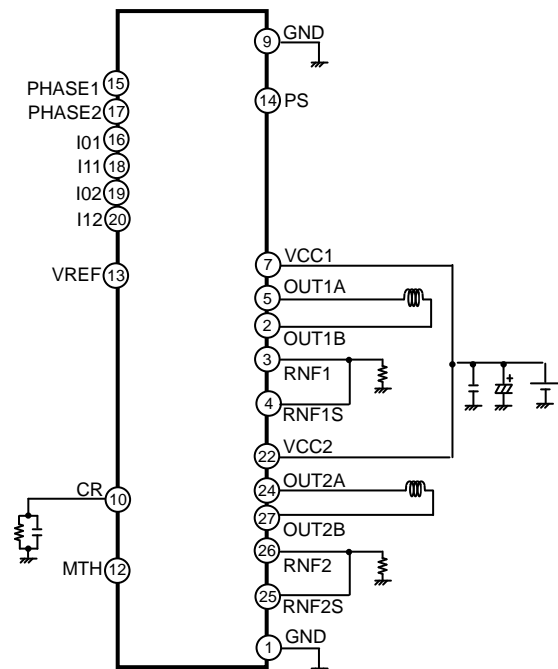 9 GND
15 PHASE1
14 PS
17 PHASE2
16 I01
18 I11
19 I02
20 I12
7 VCC1
13 VREF
5 OUT1A
2 OUT1B
3 RNF1
4 RNF1S
22 VCC2
10 CR
24 OUT2A
27 OUT2B
26 RNF2
12 MTH
25 RNF2S
1 GND
+